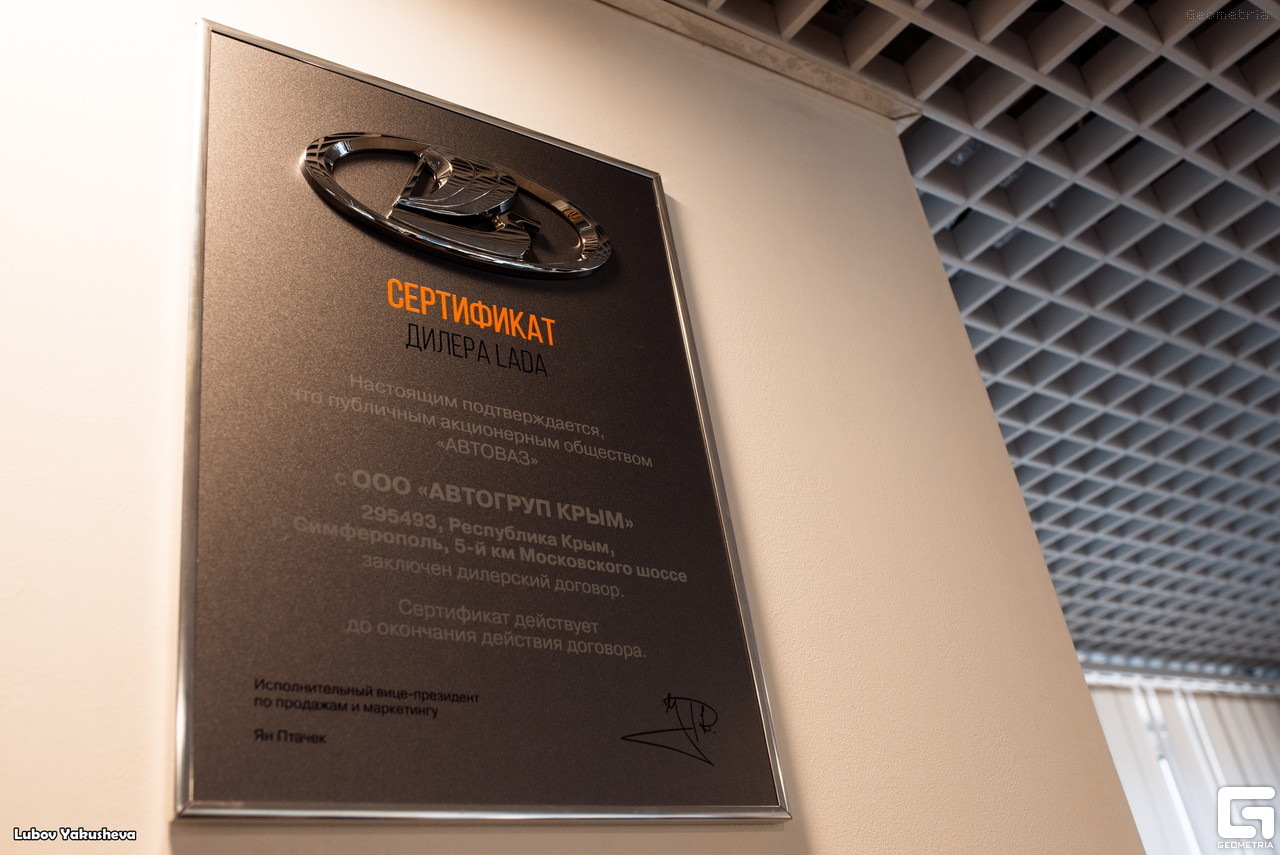 Geometria
СЕРТИФИКАТ
ДИЛЕРА LADA
Настоящим подтверждается,
что публичным акционерным обществом
«АВТОВАЗ»
с ООО «АВТОГРУП КРЫМ»
295493, Республика Крым,
г. Симферополь, 5-й км Московского шоссе
заключен дилерский договор.
Сертификат действует
до окончания действия договора.
Исполнительный вице-президент
по продажам и маркетингу
Ян Птачек
Lubov Yakusheva
GEOMETRIA